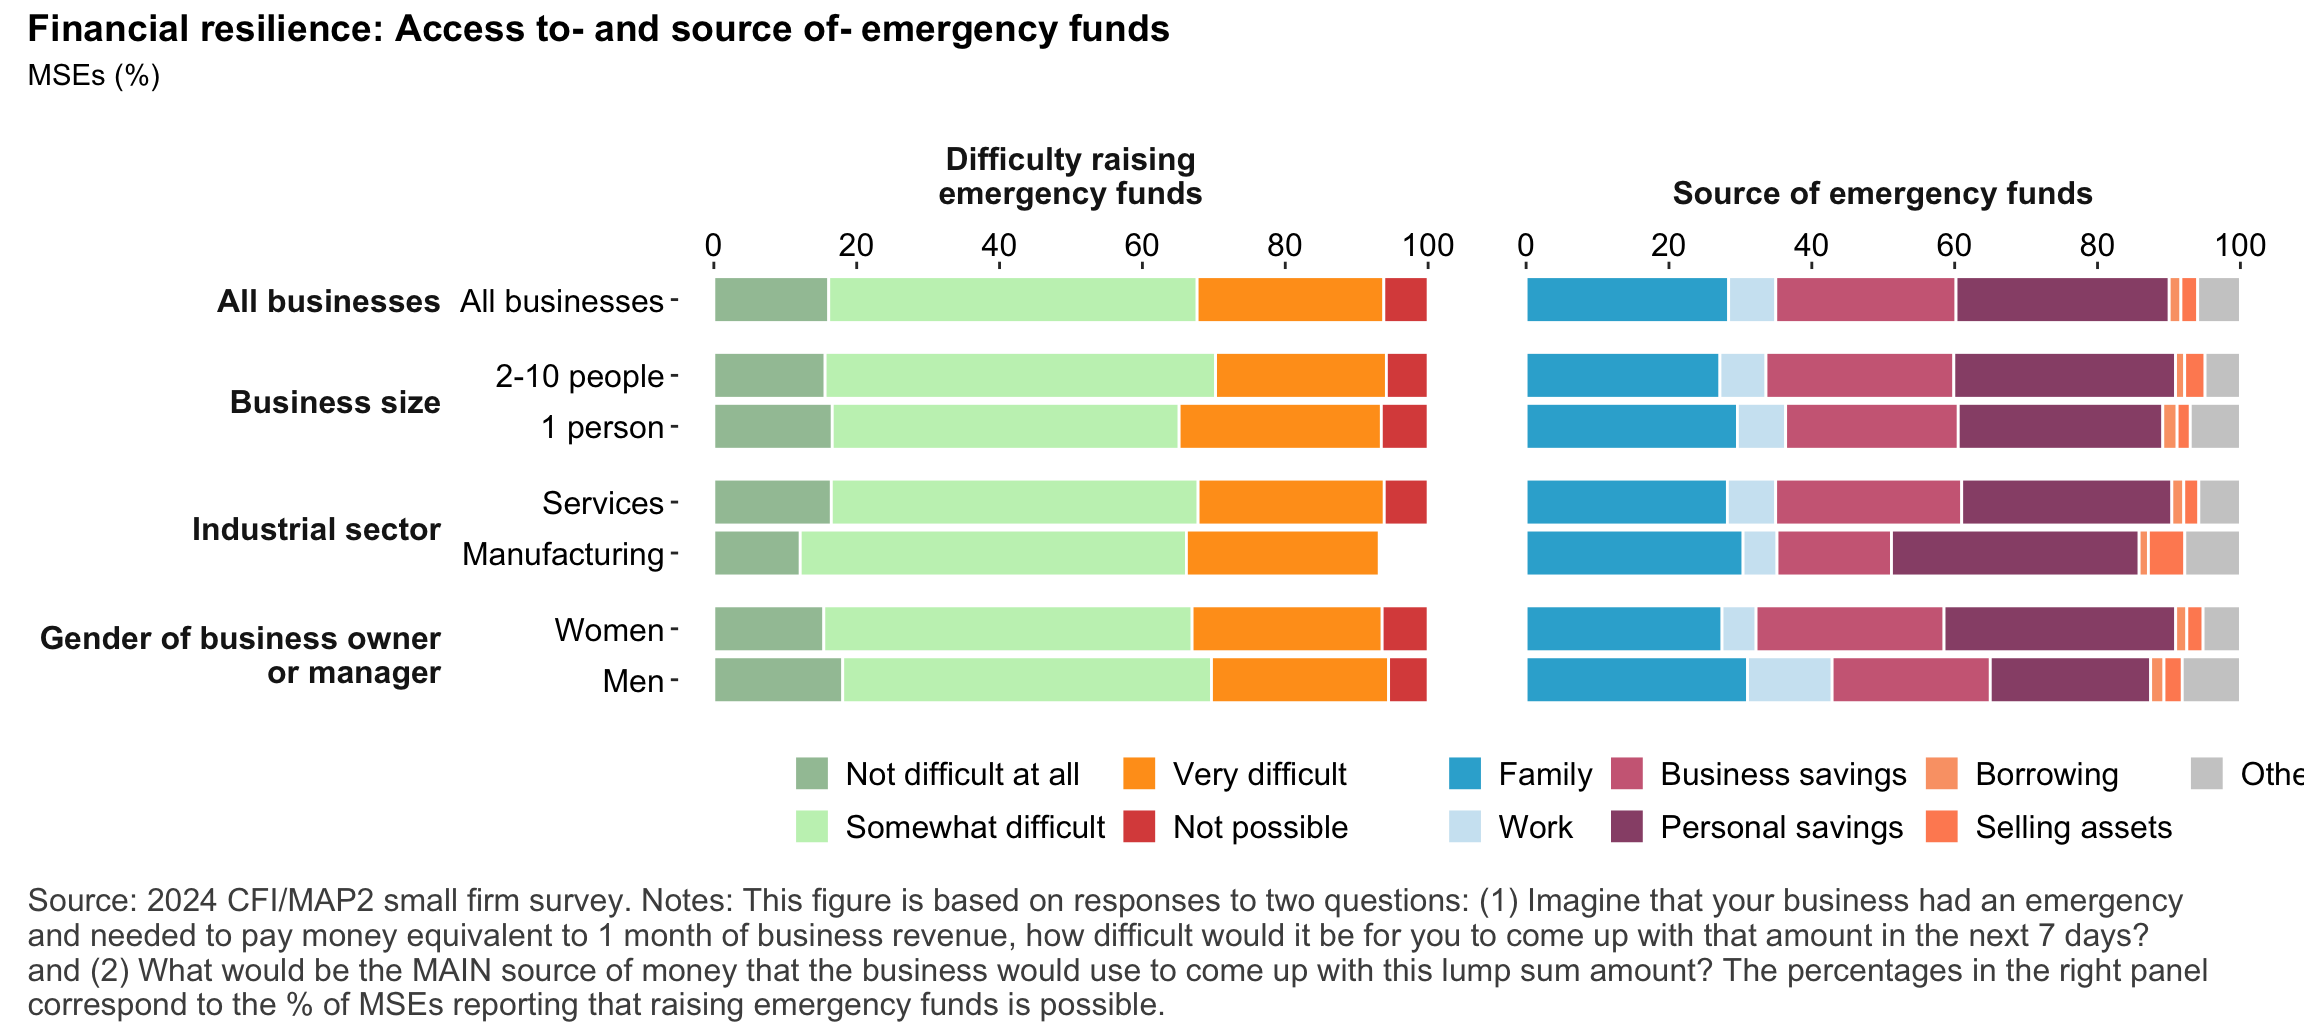 Financial resilience: Access to- and source of- emergency funds
MSEs (%)
Difficulty raising
emergency funds
Source of emergency funds
0 20 40 60 80 100
0 20 40 60 80 100
All businesses
All businesses
Business size
2-10 people
1 person
Industrial sector
Services
Manufacturing
Gender of business owner
or manager
Women
Men
Not difficult at all
Very difficult
Somewhat difficult
Not possible
Family
Business savings
Borrowing
Othe
Work
Personal savings
Selling assets
Source: 2024 CFI/MAP2 small firm survey. Notes: This figure is based on responses to two questions: (1) Imagine that your business had an emergency
and needed to pay money equivalent to 1 month of business revenue, how difficult would it be for you to come up with that amount in the next 7 days?
and (2) What would be the MAIN source of money that the business would use to come up with this lump sum amount? The percentages in the right panel
correspond to the % of MSEs reporting that raising emergency funds is possible.